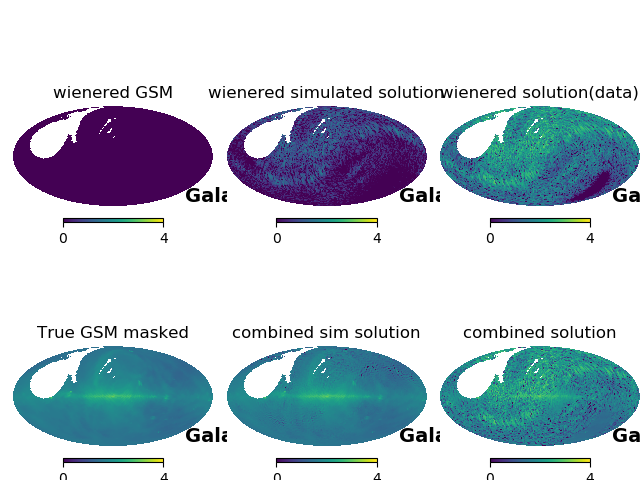 wienered GSM
wienered simulated solution
wienered solution(data)
Gala
Gala
Ga
0 4
0 4
0 4
True GSM masked
combined sim solution
combined solution
Gala
Gala
Ga
0 4
0 4
0 4